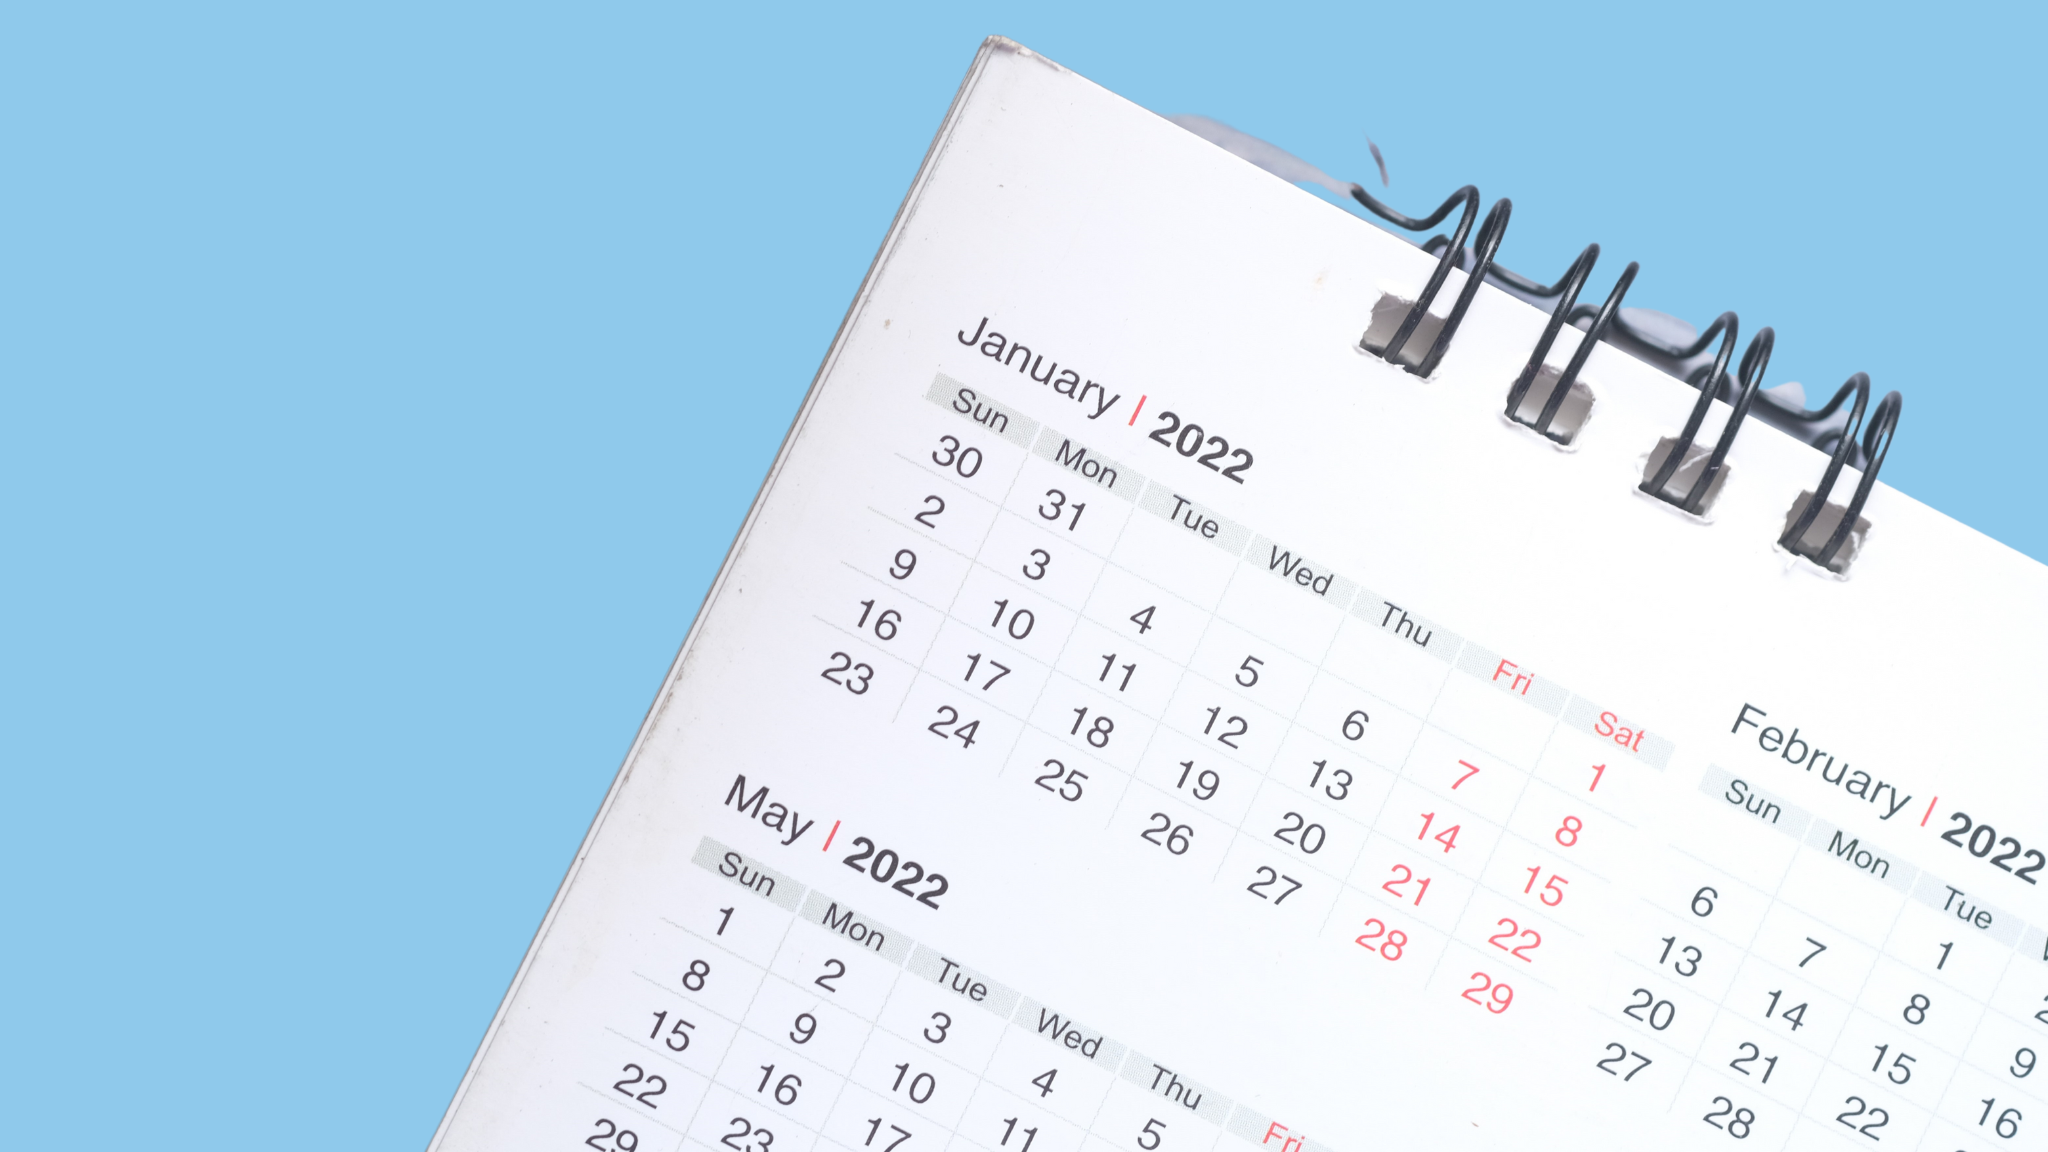 January | 2022
Sun Mon Tue Wed Thu Fri Sat
30 31 1
2 3 4 5 6 7 8
9 10 11 12 13 14 15
16 17 18 19 20 21 22
23 24 25 26 27 28 29
February | 2022
Sun Mon Tue
1
6 7 8 9
13 14 15 16
20 21 22
27 28
May | 2022
Sun Mon Tue Wed Thu Fri
1 2 3 4 5
8 9 10 11
15 16 17
22 23
29